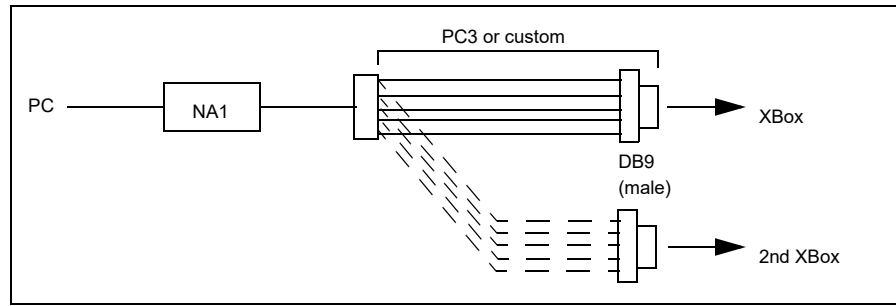 PC3 or custom
PC
NA1
XBox
DB9
(male)
2nd XBox